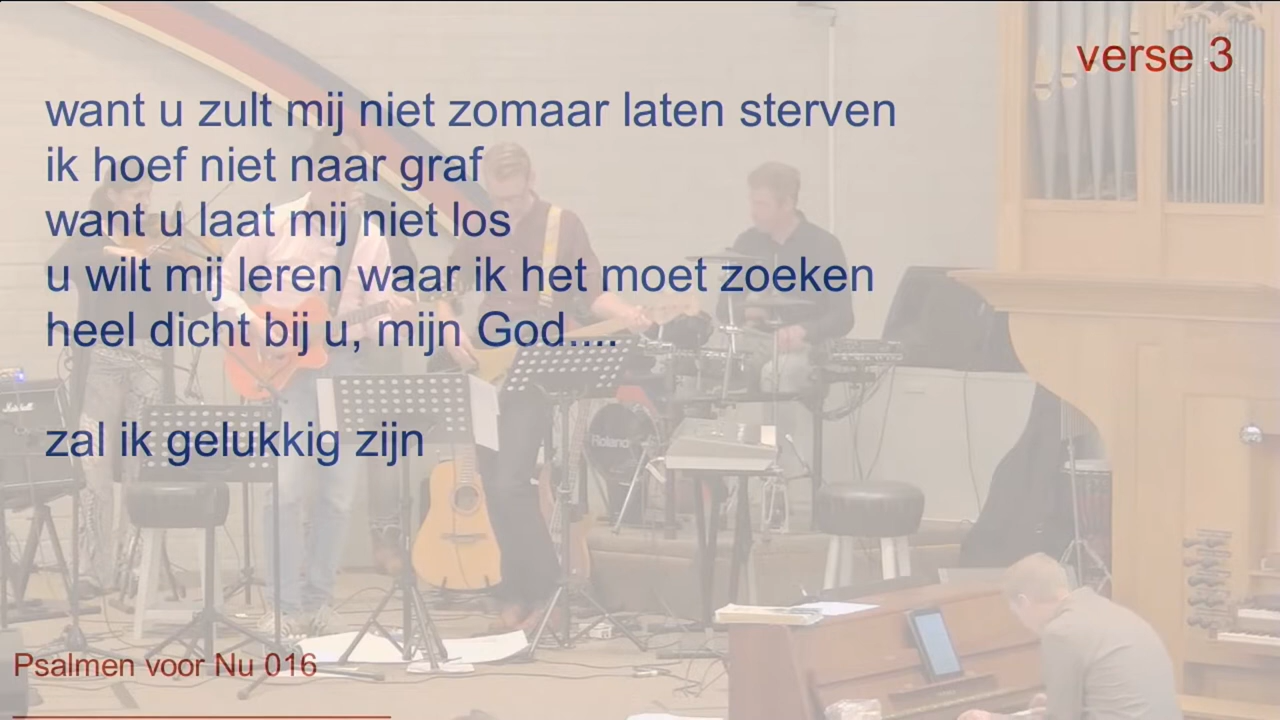 verse 3
want u zult mij niet zomaar laten sterven
ik hoef niet naar graf
want u laat mij niet los
u wilt mij leren waar ik het moet zoeken
heel dicht bij u, mijn God....
zal ik gelukkig zijn
Marshall
Roland
Psalmen voor Nu 016